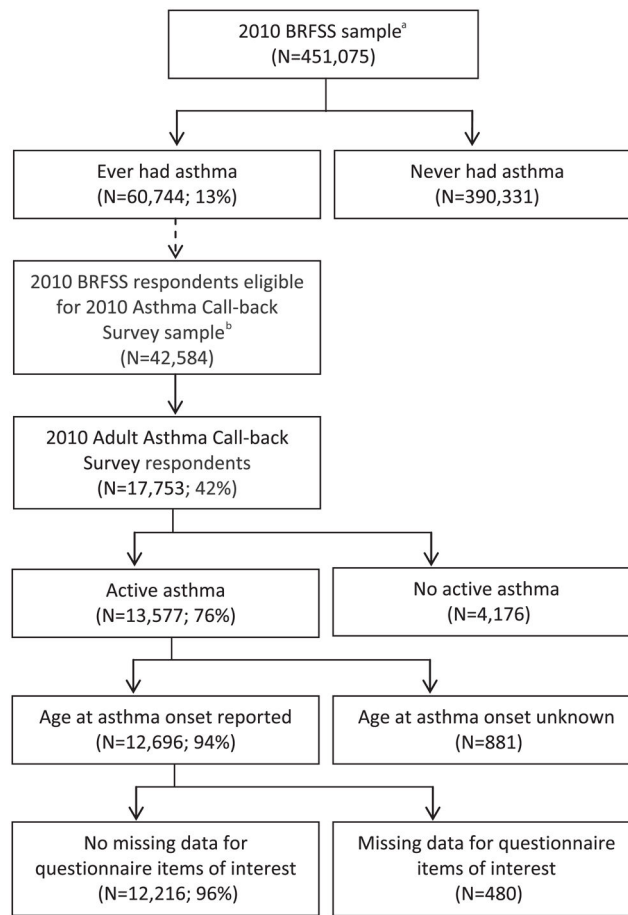 2010 BRFSS sampleᵃ
(N=451,075)
Ever had asthma
(N=60,744; 13%)
Never had asthma
(N=390,331)
2010 BRFSS respondents eligible
for 2010 Asthma Call-back
Survey sampleᵇ
(N=42,584)
2010 Adult Asthma Call-back
Survey respondents
(N=17,753; 42%)
Active asthma
(N=13,577; 76%)
No active asthma
(N=4,176)
Age at asthma onset reported
(N=12,696; 94%)
Age at asthma onset unknown
(N=881)
No missing data for
questionnaire items of interest
(N=12,216; 96%)
Missing data for questionnaire
items of interest
(N=480)